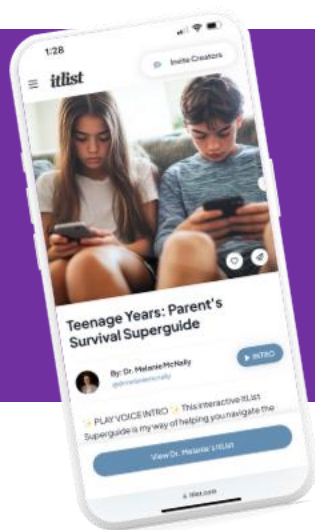 1:28
itlist
Invite Creators
Teenage Years: Parent's
Survival Superguide
By: Dr. Melanie McNally
@drmelaniemcnally
▶ INTRO
✨ PLAY VOICE INTRO ✨ This interactive itList
Superguide is my way of helping you navigate the
View Dr. Melanie's itList
itlist.com